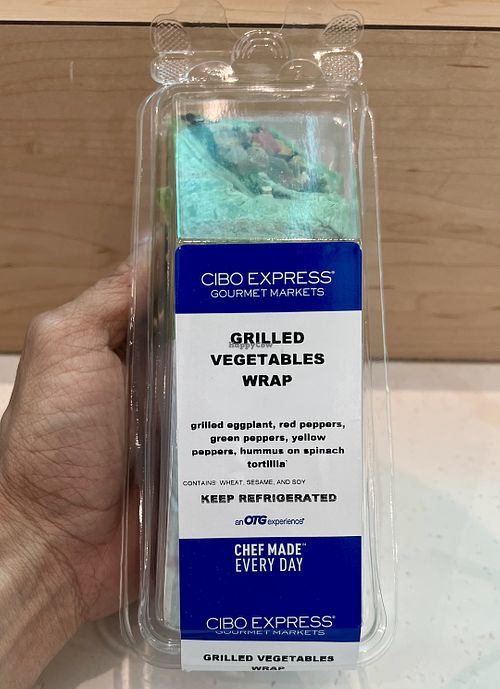 CIBO EXPRESS®
GOURMET MARKETS
GRILLED
HappyCow
VEGETABLES
WRAP
grilled eggplant, red peppers,
green peppers, yellow
peppers, hummus on spinach
tortillia
CONTAINS: WHEAT, SESAME, AND SOY
KEEP REFRIGERATED
an OTG experience®
CHEF MADE™
EVERY DAY
CIBO EXPRESS®
GOURMET MARKETS
GRILLED VEGETABLES
WRAP